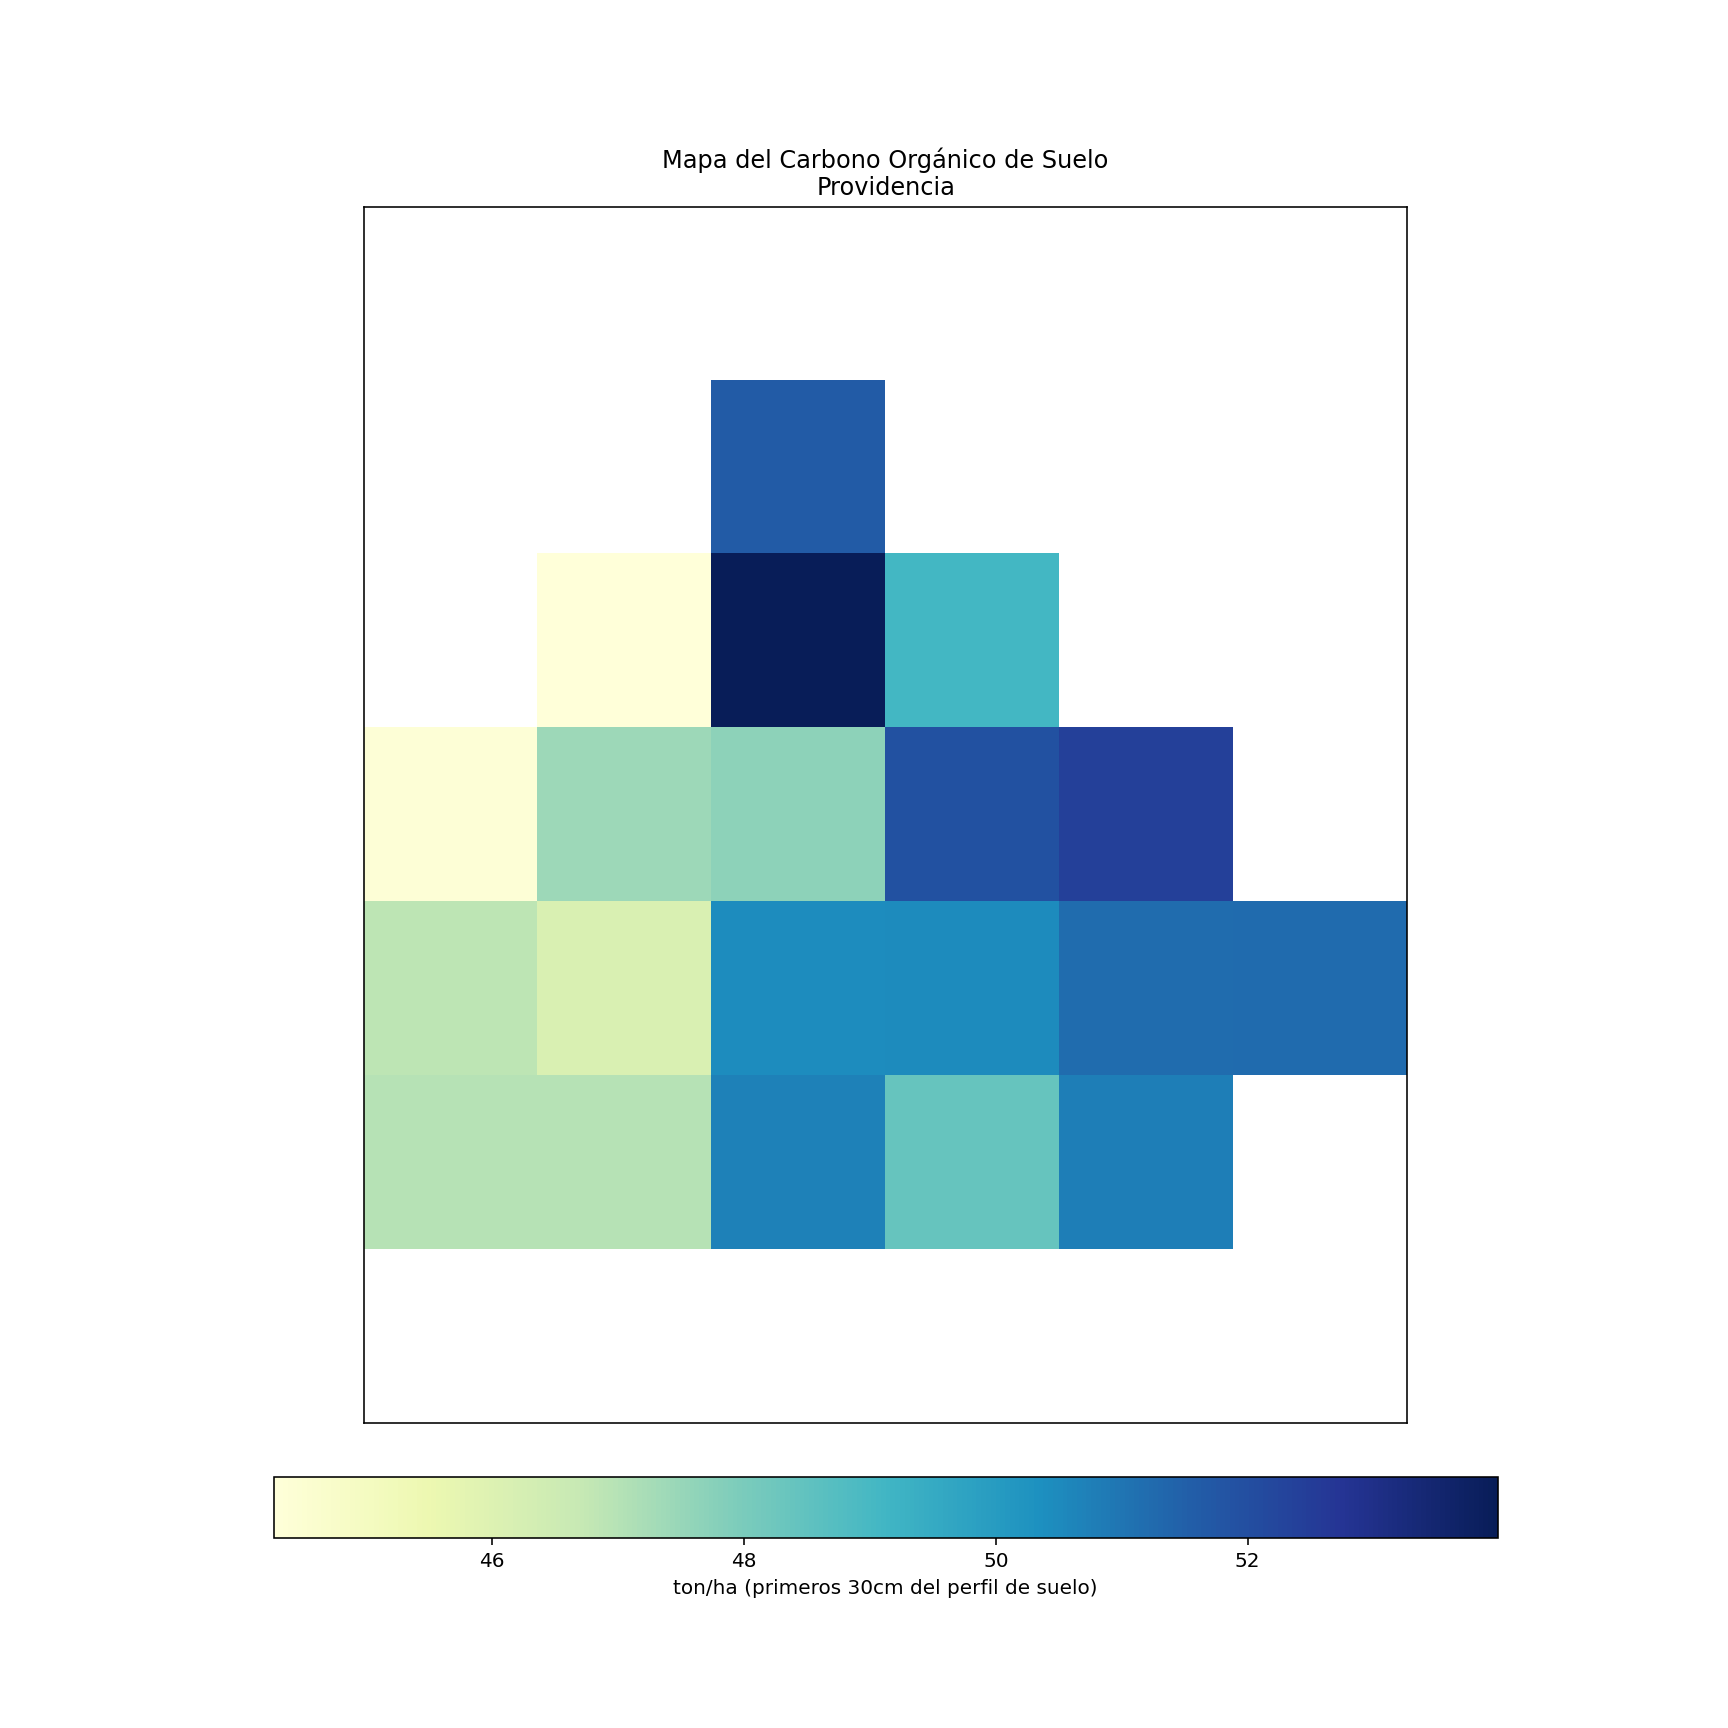 Mapa del Carbono Orgánico de Suelo
Providencia
46 48 50 52
ton/ha (primeros 30cm del perfil de suelo)